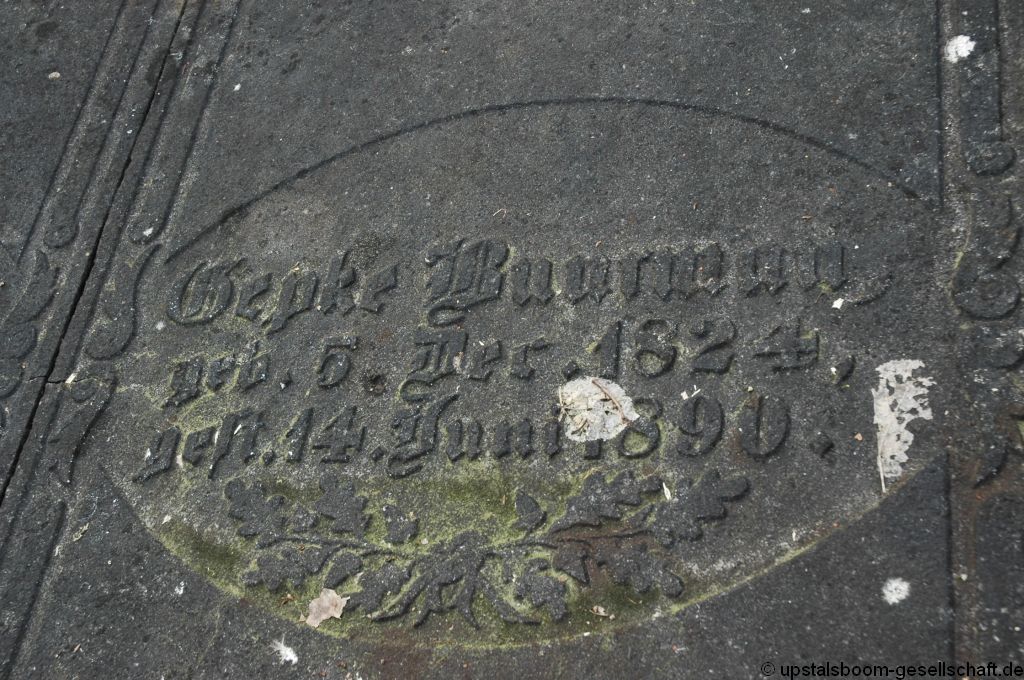 Gepke Buurman,
geb. 5. Dec. 1824,
gest. 14. Juni 1890.
© upstalsboom-gesellschaft.de